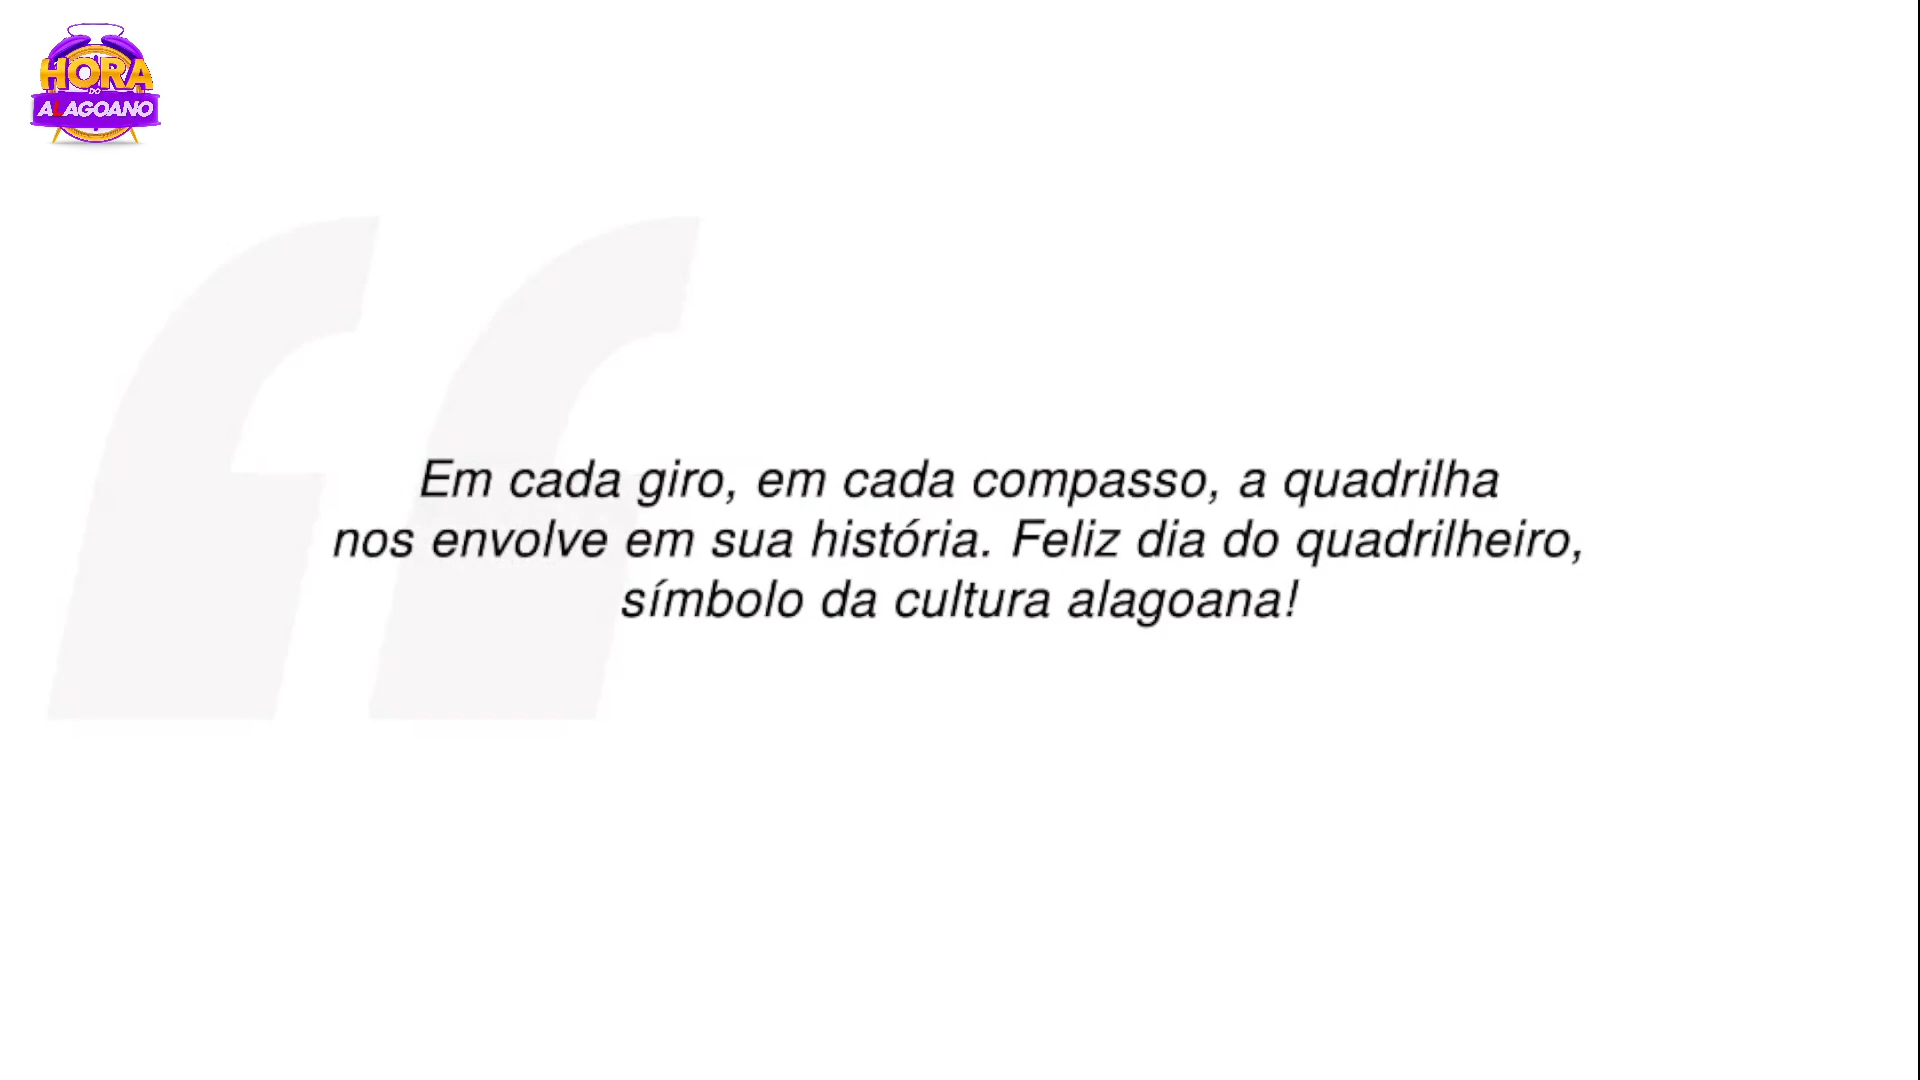 HORA
DO
ALAGOANO
Em cada giro, em cada compasso, a quadrilha
nos envolve em sua história. Feliz dia do quadrilheiro,
símbolo da cultura alagoana!